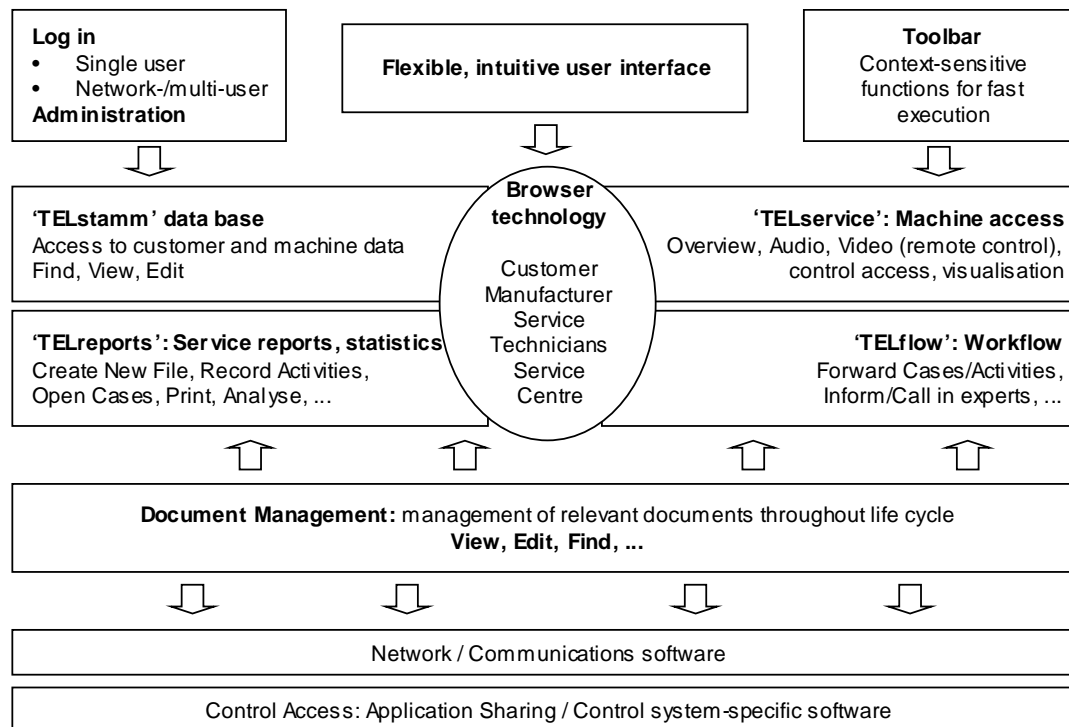 Log in
• Single user
• Network-/multi-user
Administration
Flexible, intuitive user interface
Toolbar
Context-sensitive
functions for fast
execution
‘TELstamm’ data base
Access to customer and machine data
Find, View, Edit
Browser
technology
Customer
Manufacturer
Service
Technicians
Service
Centre
‘TELservice’: Machine access
Overview, Audio, Video (remote control),
control access, visualisation
‘TELreports’: Service reports, statistics
Create New File, Record Activities,
Open Cases, Print, Analyse, ...
‘TELflow’: Workflow
Forward Cases/Activities,
Inform/Call in experts, ...
Document Management: management of relevant documents throughout life cycle
View, Edit, Find, ...
Network / Communications software
Control Access: Application Sharing / Control system-specific software